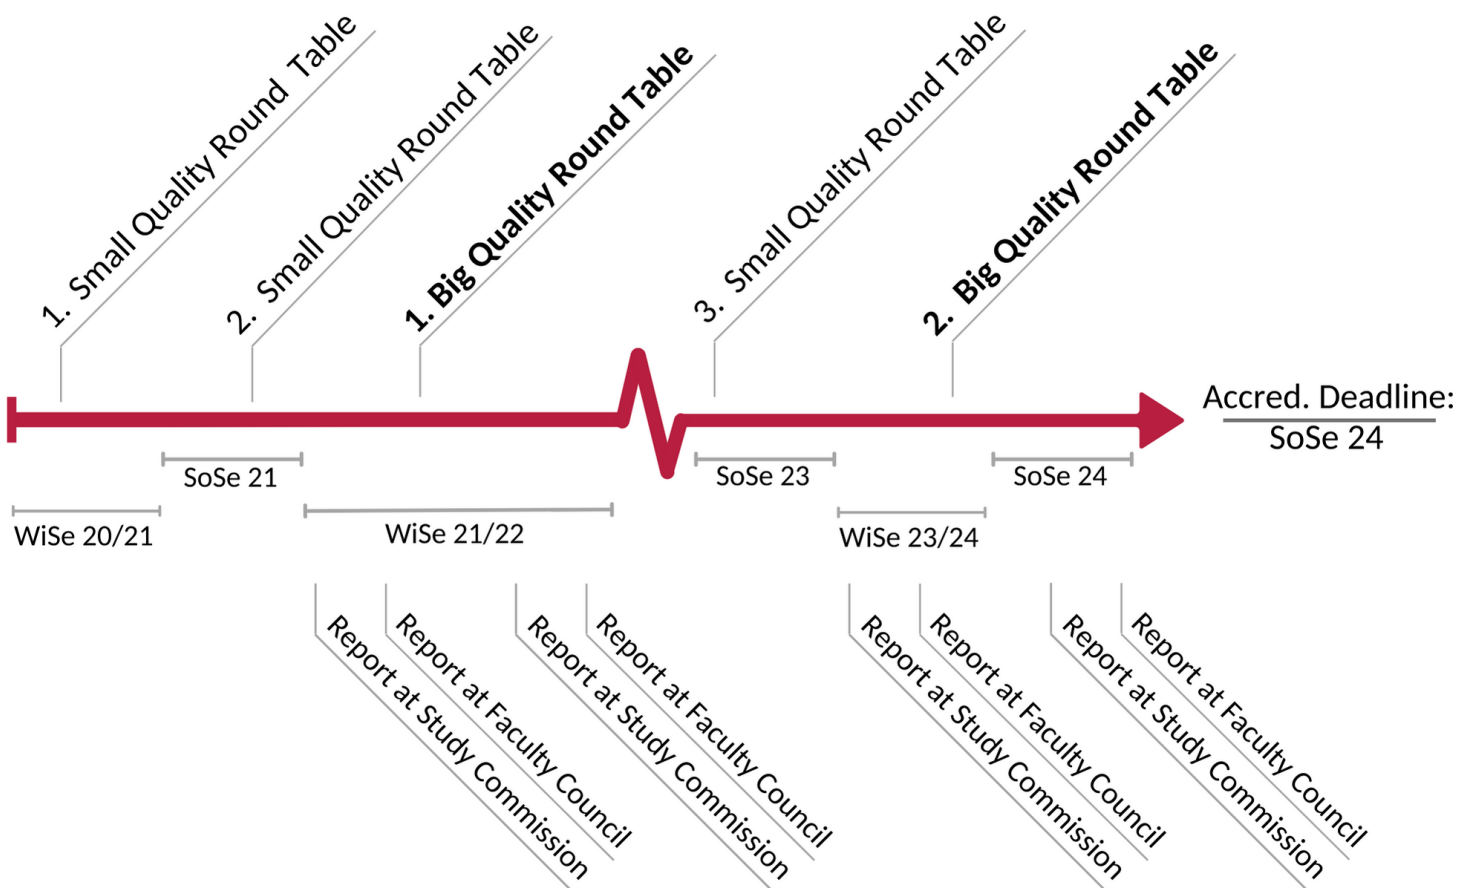 1. Small Quality Round Table
2. Small Quality Round Table
1. Big Quality Round Table
3. Small Quality Round Table
2. Big Quality Round Table
Accred. Deadline:
SoSe 24
SoSe 21
SoSe 23
SoSe 24
WiSe 20/21
WiSe 21/22
WiSe 23/24
Report at Study Commission
Report at Faculty Council
Report at Study Commission
Report at Faculty Council
Report at Study Commission
Report at Faculty Council
Report at Study Commission
Report at Faculty Council